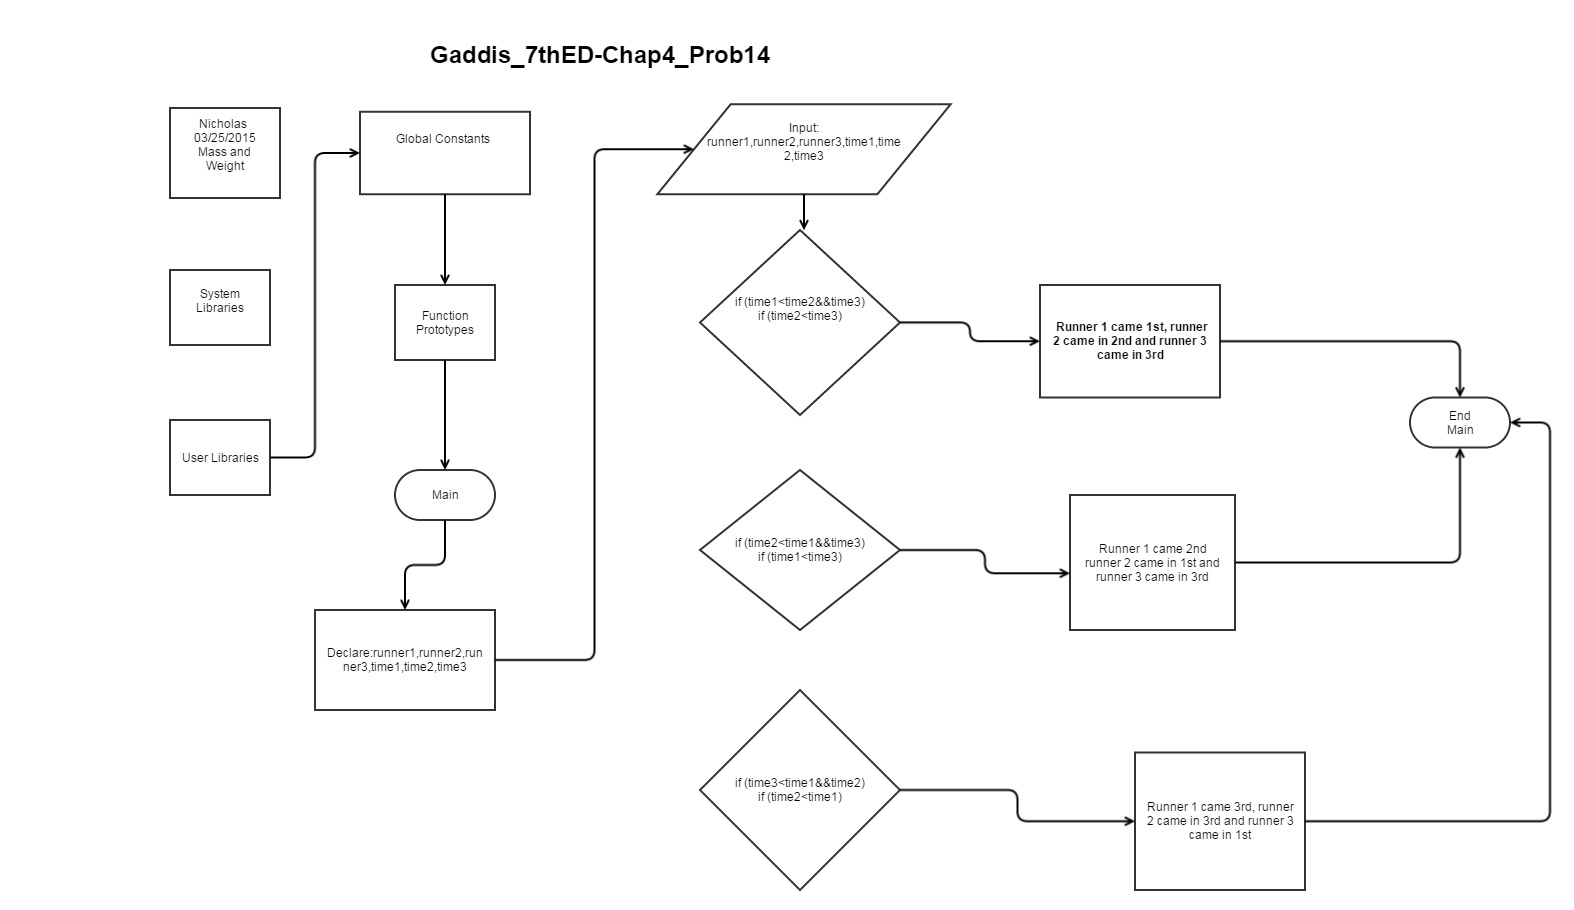 Gaddis_7thED-Chap4_Prob14
Nicholas
03/25/2015
Mass and
Weight
System
Libraries
User Libraries
Global Constants
Function
Prototypes
Main
Declare:runner1,runner2,run
ner3,time1,time2,time3
Input:
runner1,runner2,runner3,time1,time
2,time3
if (time1<time2&&time3)
if (time2<time3)
Runner 1 came 1st, runner
2 came in 2nd and runner 3
came in 3rd
if (time2<time1&&time3)
if (time1<time3)
Runner 1 came 2nd
runner 2 came in 1st and
runner 3 came in 3rd
if (time3<time1&&time2)
if (time2<time1)
Runner 1 came 3rd, runner
2 came in 3rd and runner 3
came in 1st
End
Main